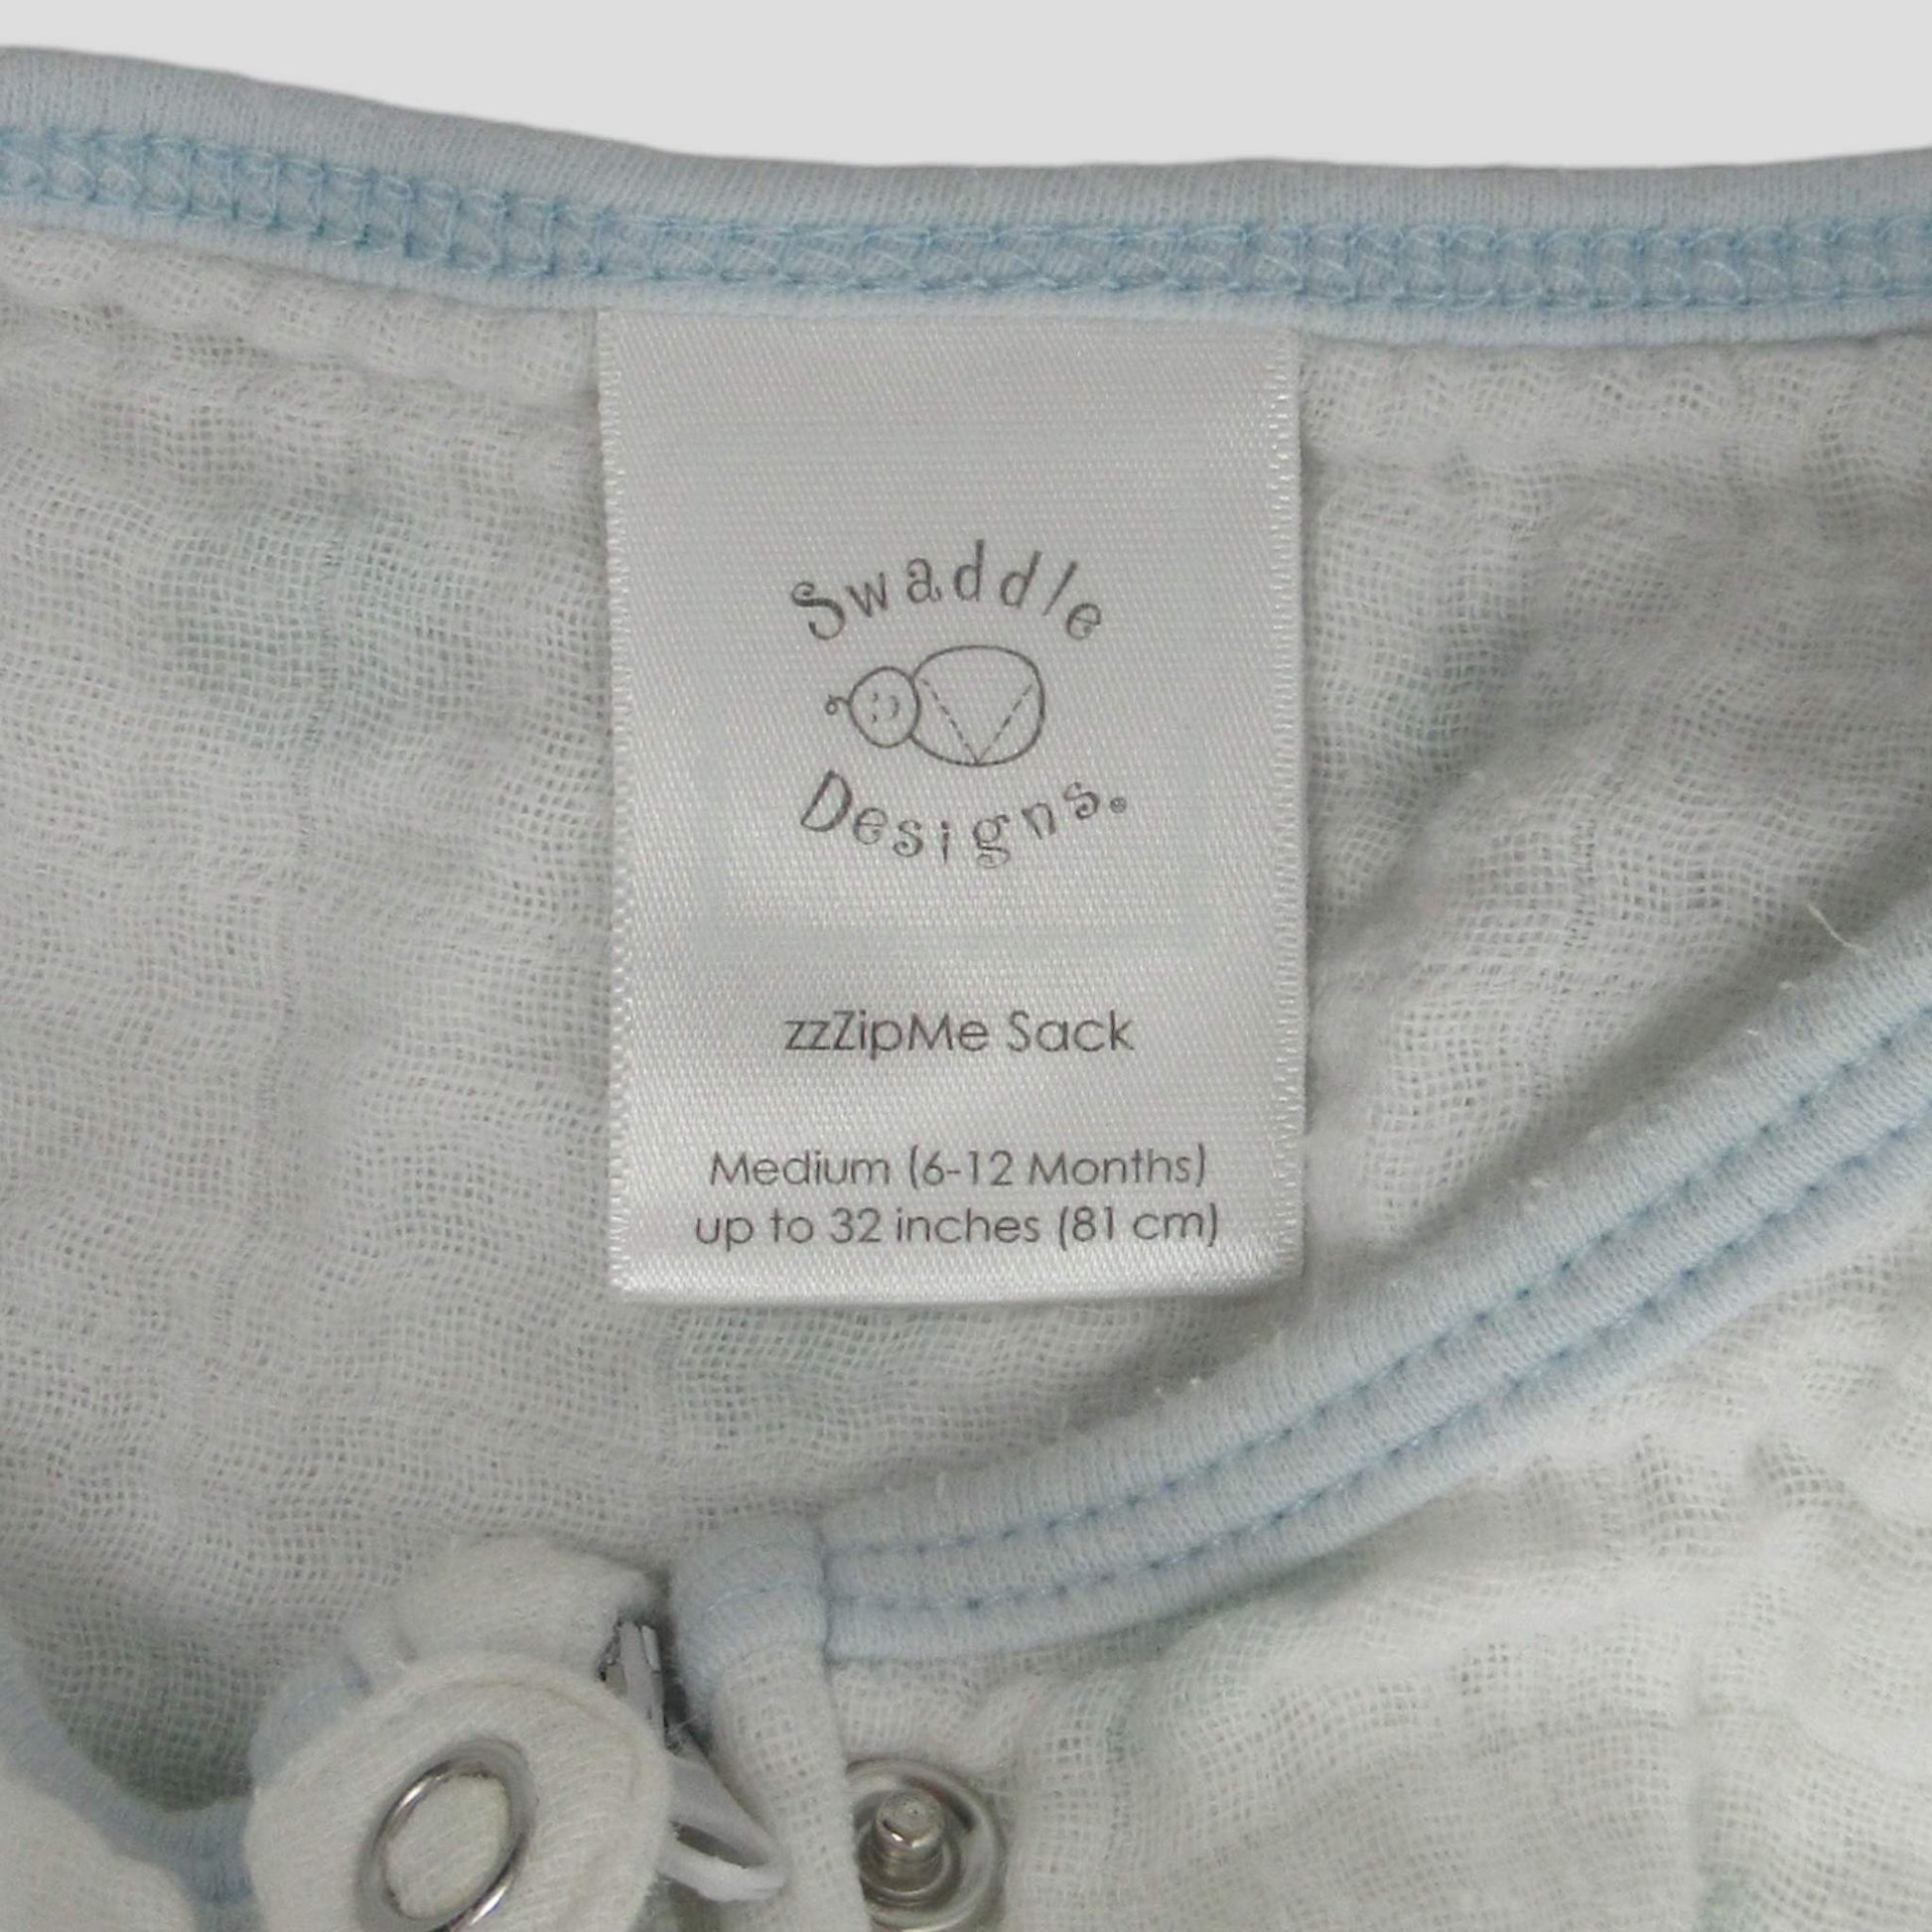 Swaddle
Designs®
zzZipMe Sack
Medium (6-12 Months)
up to 32 inches (81 cm)